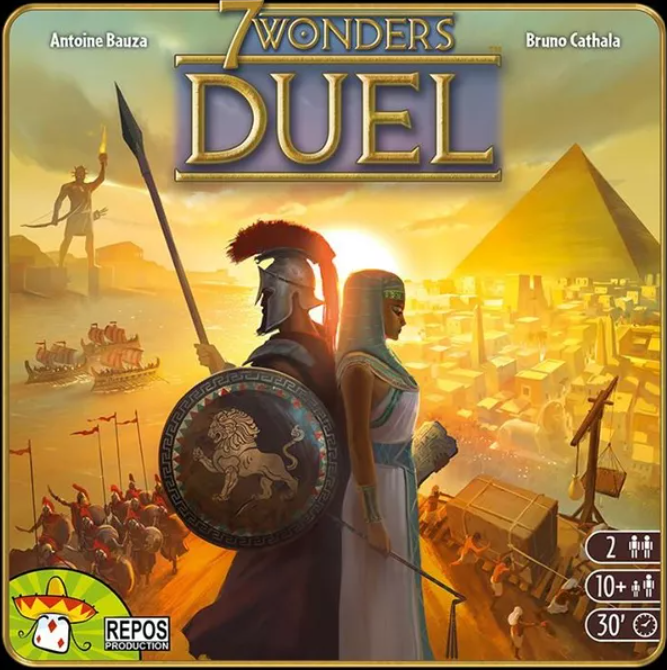 7 WONDERS
DUEL
Antoine Bauza
Bruno Cathala
2
10+
30'
REPOS
PRODUCTION